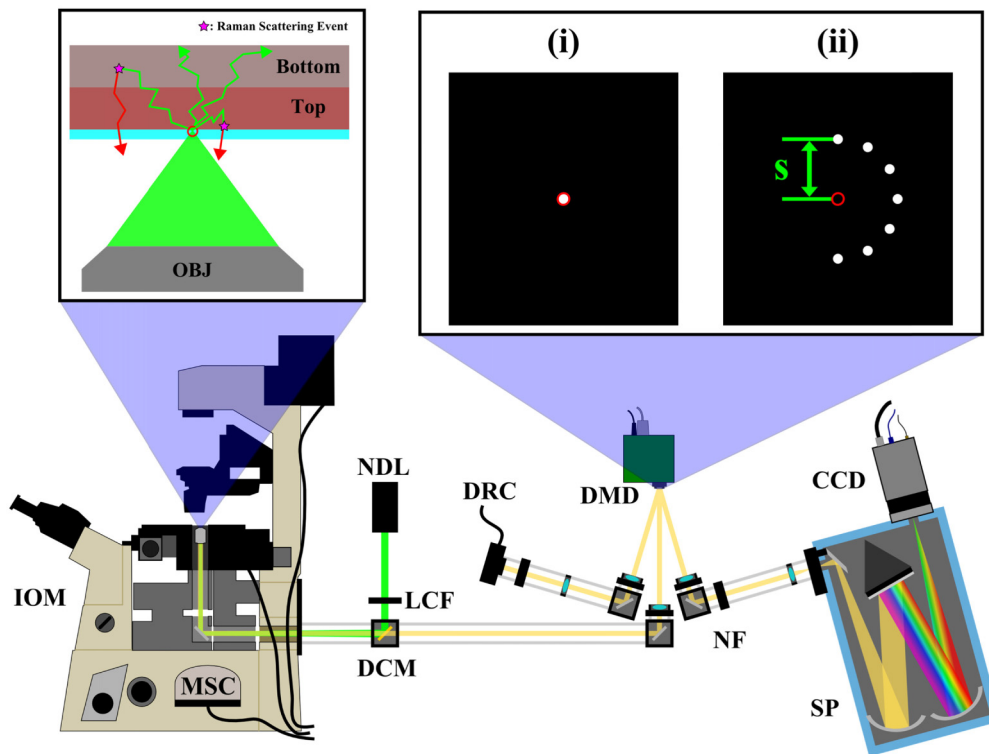 ★: Raman Scattering Event
Bottom
Top
OBJ
(i)
(ii)
s
NDL
DRC
DMD
CCD
LCF
IOM
DCM
NF
MSC
SP